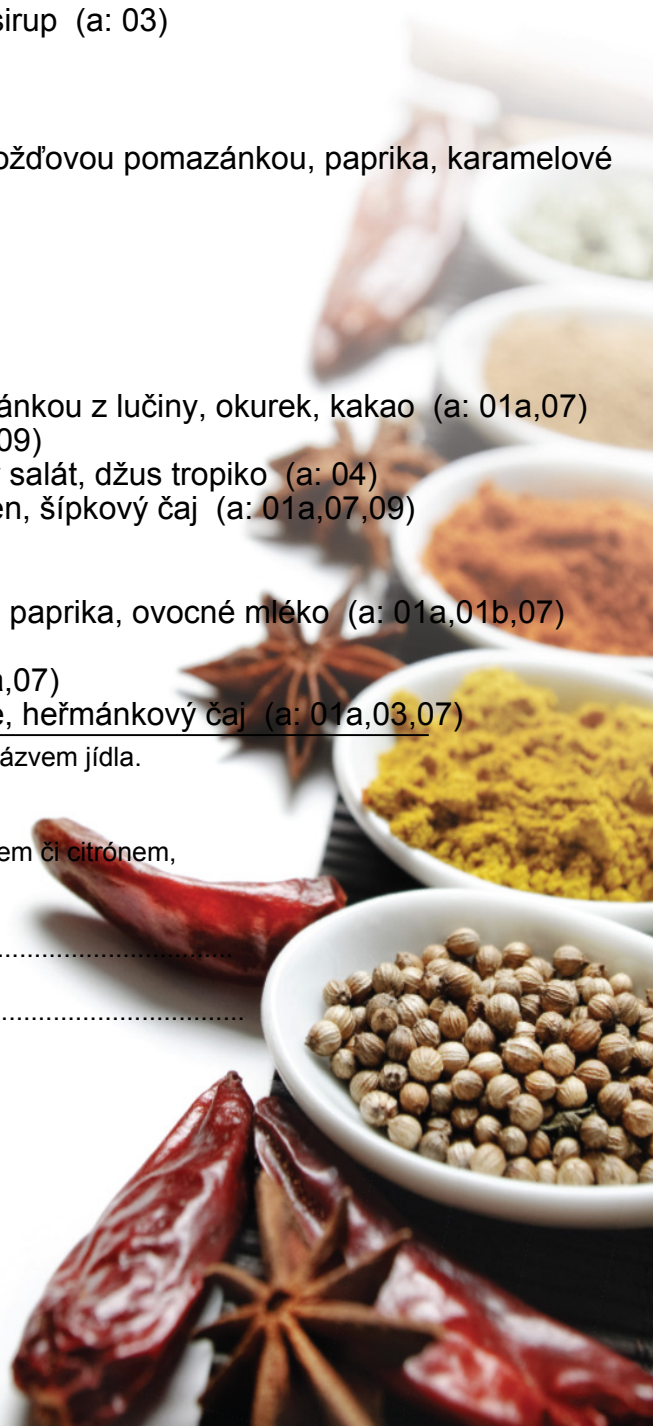 sirup (a: 03)
ožďovou pomazánkou, paprika, karamelové
ánkou z lučiny, okurek, kakao (a: 01a,07)
09)
salát, džus tropiko (a: 04)
en, šípkový čaj (a: 01a,07,09)
paprika, ovocné mléko (a: 01a,01b,07)
,07)
e, heřmánkový čaj (a: 01a,03,07)
ázvem jídla.
em či citrónem,
..................................
...................................